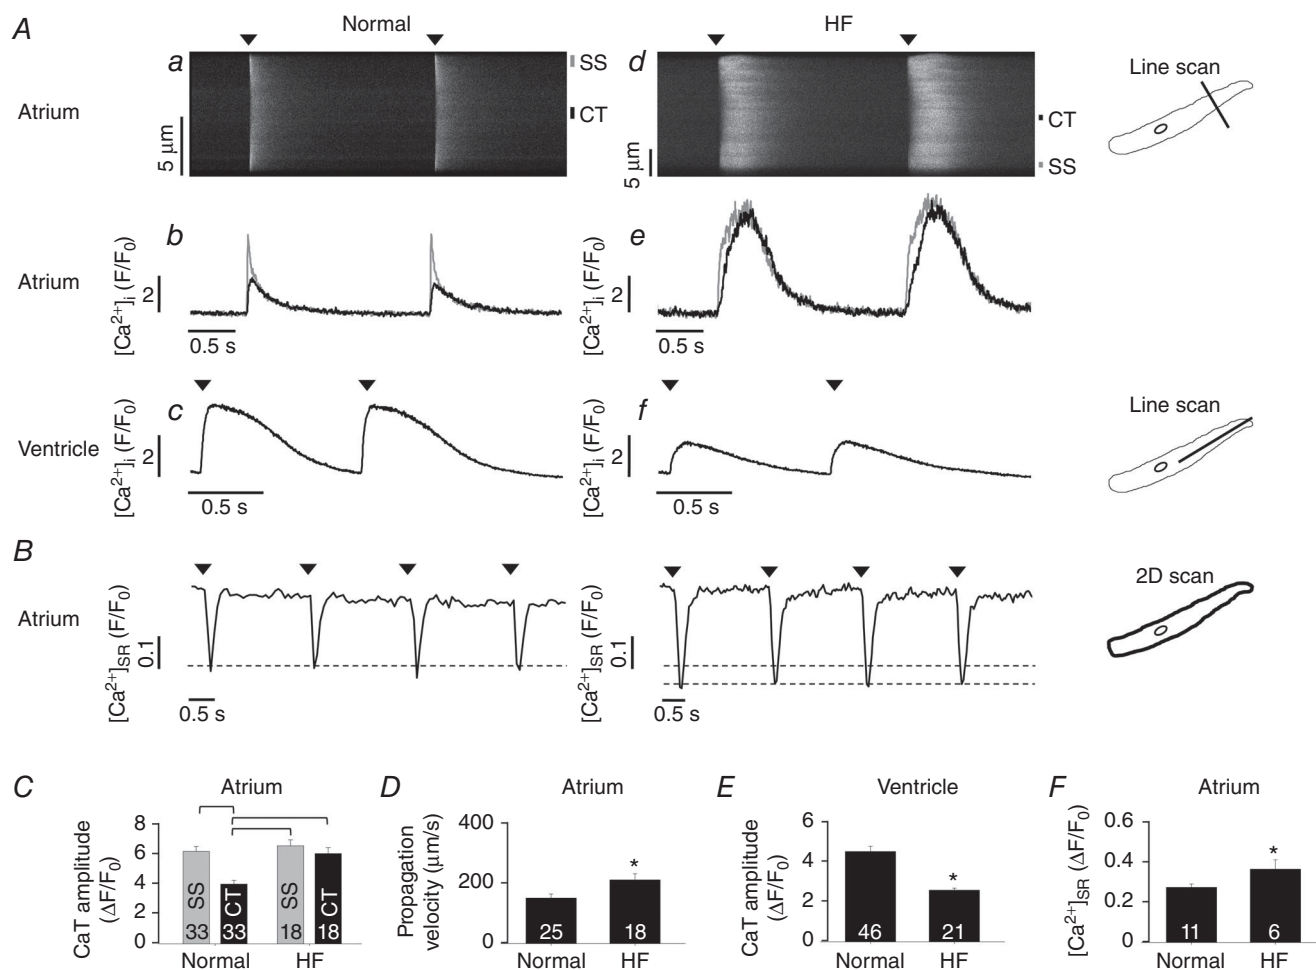 A
Normal
HF
Atrium
a
SS
CT
5 µm
d
CT
SS
5 µm
Line scan
Atrium
b
[Ca2+]i (F/F0)
2
0.5 s
e
[Ca2+]i (F/F0)
2
0.5 s
Ventricle
c
[Ca2+]i (F/F0)
2
0.5 s
f
[Ca2+]i (F/F0)
2
0.5 s
Line scan
B
Atrium
[Ca2+]SR (F/F0)
0.1
0.5 s
[Ca2+]SR (F/F0)
0.1
0.5 s
2D scan
C
Atrium
CaT amplitude
(ΔF/F0)
8
6
4
2
0
SS
33
CT
33
SS
18
CT
18
Normal
HF
D
Atrium
Propagation
velocity (µm/s)
400
200
0
25
*
18
Normal
HF
E
Ventricle
CaT amplitude
(ΔF/F0)
6
4
2
0
46
*
21
Normal
HF
F
Atrium
[Ca2+]SR (ΔF/F0)
0.6
0.4
0.2
0
11
*
6
Normal
HF